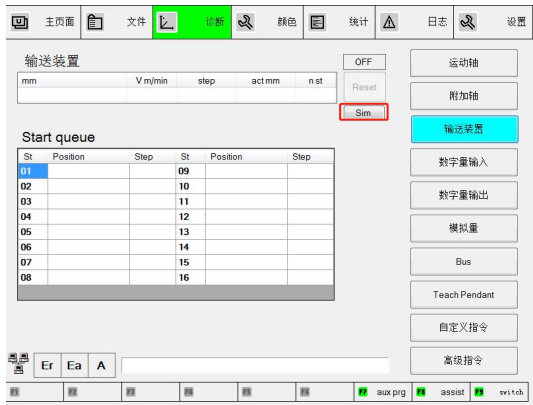 主页面 文件 诊断 颜色 统计 日志 设置
输送装置
OFF
mm V m/min step act mm n st
Reset
Sim
Start queue
St Position Step St Position Step
01 09
02 10
03 11
04 12
05 13
06 14
07 15
08 16
运动轴
附加轴
输送装置
数字量输入
数字量输出
模拟量
Bus
Teach Pendant
自定义指令
高级指令
Er Ea A
F1 F2 F3 F4 F5 F6 F7 aux prg F8 assist F9 switch